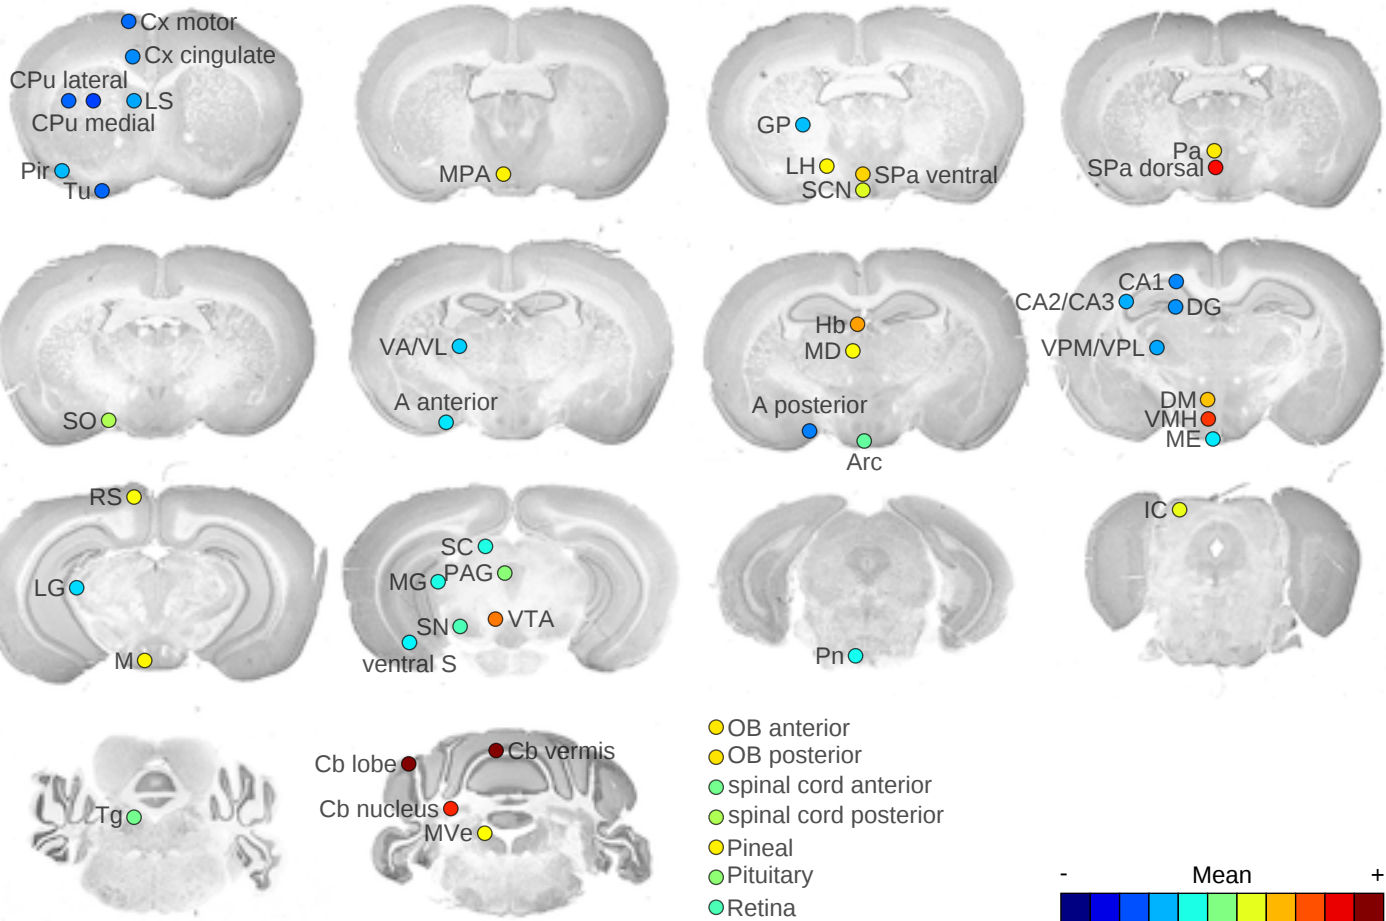 Cx motor
Cx cingulate
CPu lateral
LS
CPu medial
Pir
Tu
MPA
GP
LH
SPa ventral
SCN
Pa
SPa dorsal
SO
VA/VL
A anterior
Hb
MD
A posterior
Arc
CA1
CA2/CA3
DG
VPM/VPL
DM
VMH
ME
RS
LG
M
SC
PAG
MG
VTA
SN
ventral S
Pn
IC
Tg
Cb vermis
Cb lobe
Cb nucleus
MVe
OB anterior
OB posterior
spinal cord anterior
spinal cord posterior
Pineal
Pituitary
Retina
- Mean +